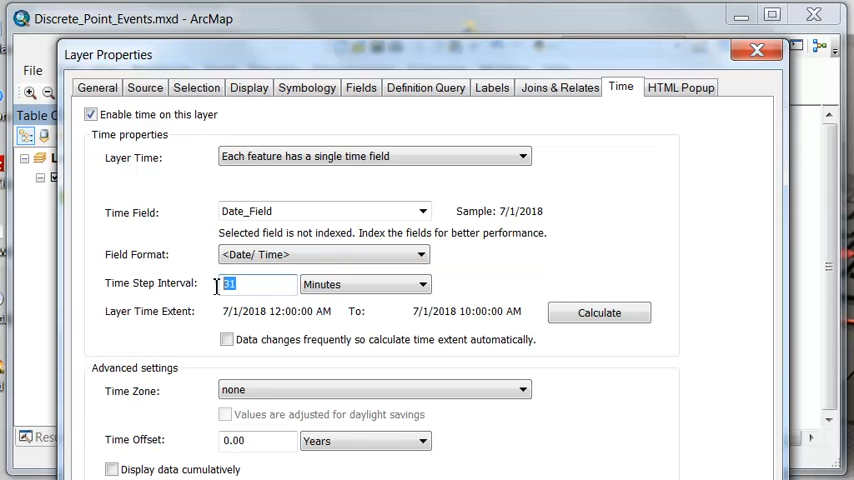 Discrete_Point_Events.mxd - ArcMap
Layer Properties
File
Table O
General Source Selection Display Symbology Fields Definition Query Labels Joins & Relates Time HTML Popup
Enable time on this layer
Time properties
Layer Time: Each feature has a single time field
Time Field: Date_Field Sample: 7/1/2018
Selected field is not indexed. Index the fields for better performance.
Field Format: <Date/ Time>
Time Step Interval: 31 Minutes
Layer Time Extent: 7/1/2018 12:00:00 AM To: 7/1/2018 10:00:00 AM Calculate
Data changes frequently so calculate time extent automatically.
Advanced settings
Time Zone: none
Values are adjusted for daylight savings
Resu
Time Offset: 0.00 Years
Display data cumulatively